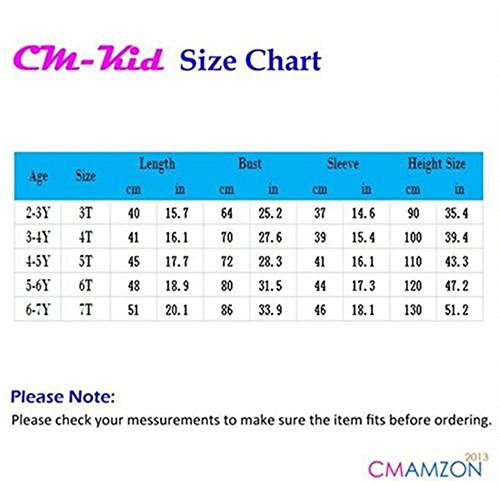 CM-Kid Size Chart
Age Size Length Bust Sleeve Height Size
cm in cm in cm in cm in
2-3Y 3T 40 15.7 64 25.2 37 14.6 90 35.4
3-4Y 4T 41 16.1 70 27.6 39 15.4 100 39.4
4-5Y 5T 45 17.7 72 28.3 41 16.1 110 43.3
5-6Y 6T 48 18.9 80 31.5 44 17.3 120 47.2
6-7Y 7T 51 20.1 86 33.9 46 18.1 130 51.2
Please Note:
Please check your messurements to make sure the item fits before ordering.
CMAMZON 2013